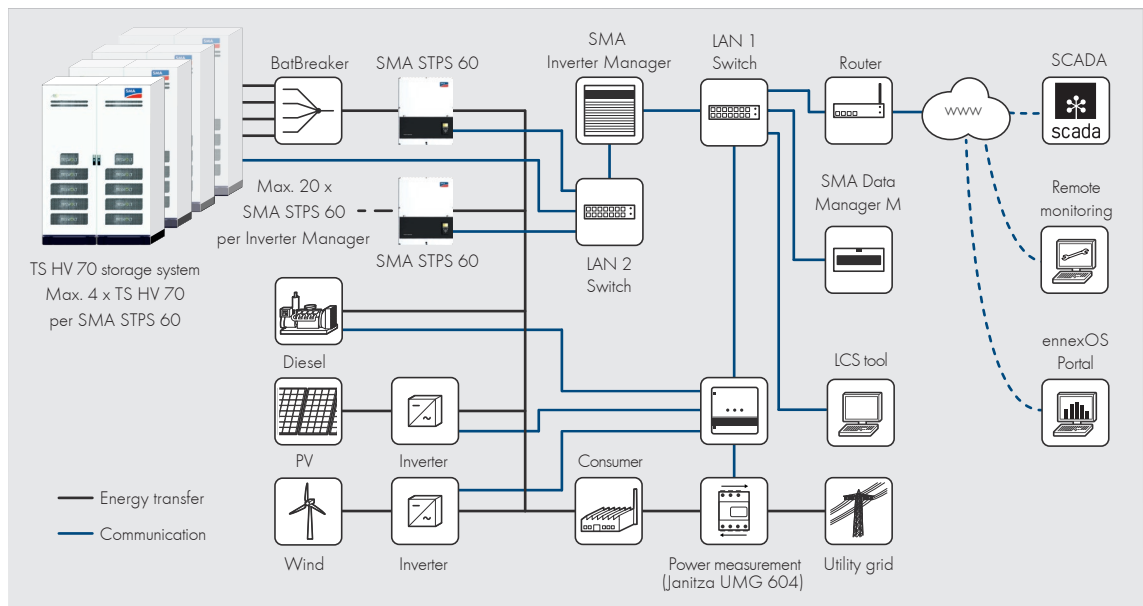 BatBreaker
SMA STPS 60
SMA
Inverter Manager
LAN 1
Switch
Router
SCADA
www
scada
SMA
Max. 20 x
SMA STPS 60
per Inverter Manager
SMA STPS 60
LAN 2
Switch
SMA Data
Manager M
Remote
monitoring
TS HV 70 storage system
Max. 4 x TS HV 70
per SMA STPS 60
Diesel
LCS tool
ennexOS
Portal
PV
Inverter
Consumer
Energy transfer
Communication
Wind
Inverter
Power measurement
(Janitza UMG 604)
Utility grid